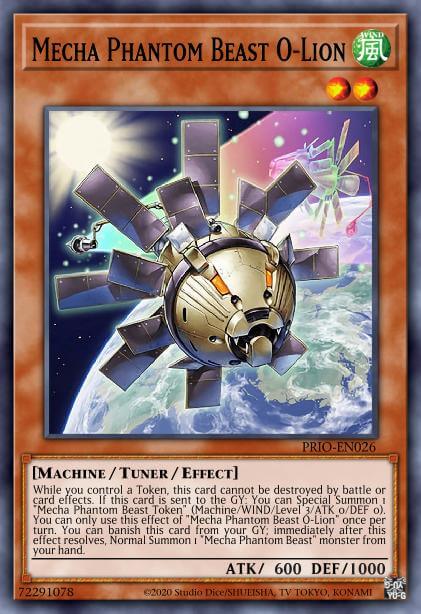 MECHA PHANTOM BEAST O-LION
WIND
風
PRIO-EN026
[MACHINE / TUNER / EFFECT]
While you control a Token, this card cannot be destroyed by battle or
card effects. If this card is sent to the GY: You can Special Summon 1
"Mecha Phantom Beast Token" (Machine/WIND/Level 3/ATK 0/DEF 0).
You can only use this effect of "Mecha Phantom Beast O-Lion" once per
turn. You can banish this card from your GY; immediately after this
effect resolves, Normal Summon 1 "Mecha Phantom Beast" monster from
your hand.
ATK/ 600 DEF/1000
72291078 ©2020 Studio Dice/SHUEISHA, TV TOKYO, KONAMI